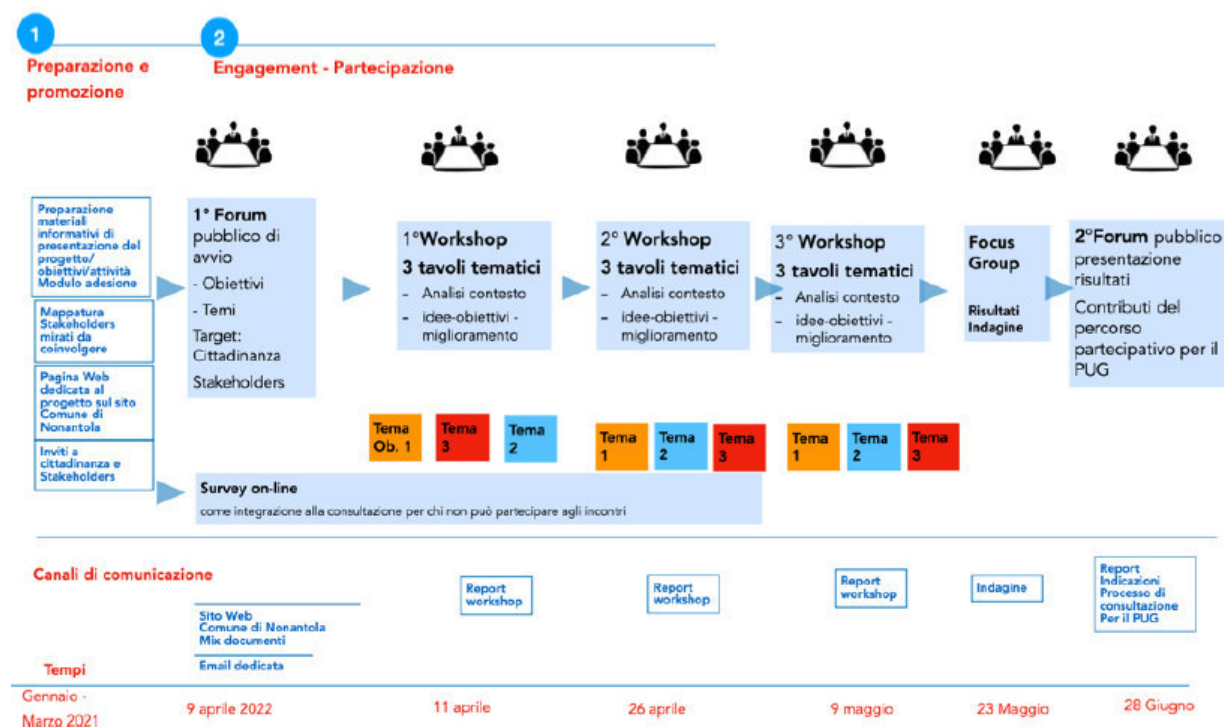 1
2
Preparazione e
promozione
Engagement - Partecipazione
Preparazione
materiali
informativi di
presentazione del
progetto/
obiettivi/attività
Modulo adesione
Mappatura
Stakeholders
mirati da
coinvolgere
Pagina Web
dedicata al
progetto sul sito
Comune di
Nonantola
Inviti a
cittadinanza e
Stakeholders
1° Forum
pubblico di
avvio
- Obiettivi
- Temi
Target:
Cittadinanza
Stakeholders
1°Workshop
3 tavoli tematici
– Analisi contesto
– idee-obiettivi -
miglioramento
2° Workshop
3 tavoli tematici
– Analisi contesto
– idee-obiettivi -
miglioramento
3° Workshop
3 tavoli tematici
– Analisi contesto
– idee-obiettivi -
miglioramento
Focus
Group
Risultati
Indagine
2°Forum pubblico
presentazione
risultati
Contributi del
percorso
partecipativo per il
PUG
Tema
Ob. 1
Tema
3
Tema
2
Tema
1
Tema
2
Tema
3
Tema
1
Tema
2
Tema
3
Survey on-line
come integrazione alla consultazione per chi non può partecipare agli incontri
Canali di comunicazione
Sito Web
Comune di Nonantola
Mix documenti
Email dedicata
Report
workshop
Report
workshop
Report
workshop
Indagine
Report
Indicazioni
Processo di
consultazione
Per il PUG
Tempi
Gennaio -
Marzo 2021
9 aprile 2022
11 aprile
26 aprile
9 maggio
23 Maggio
28 Giugno